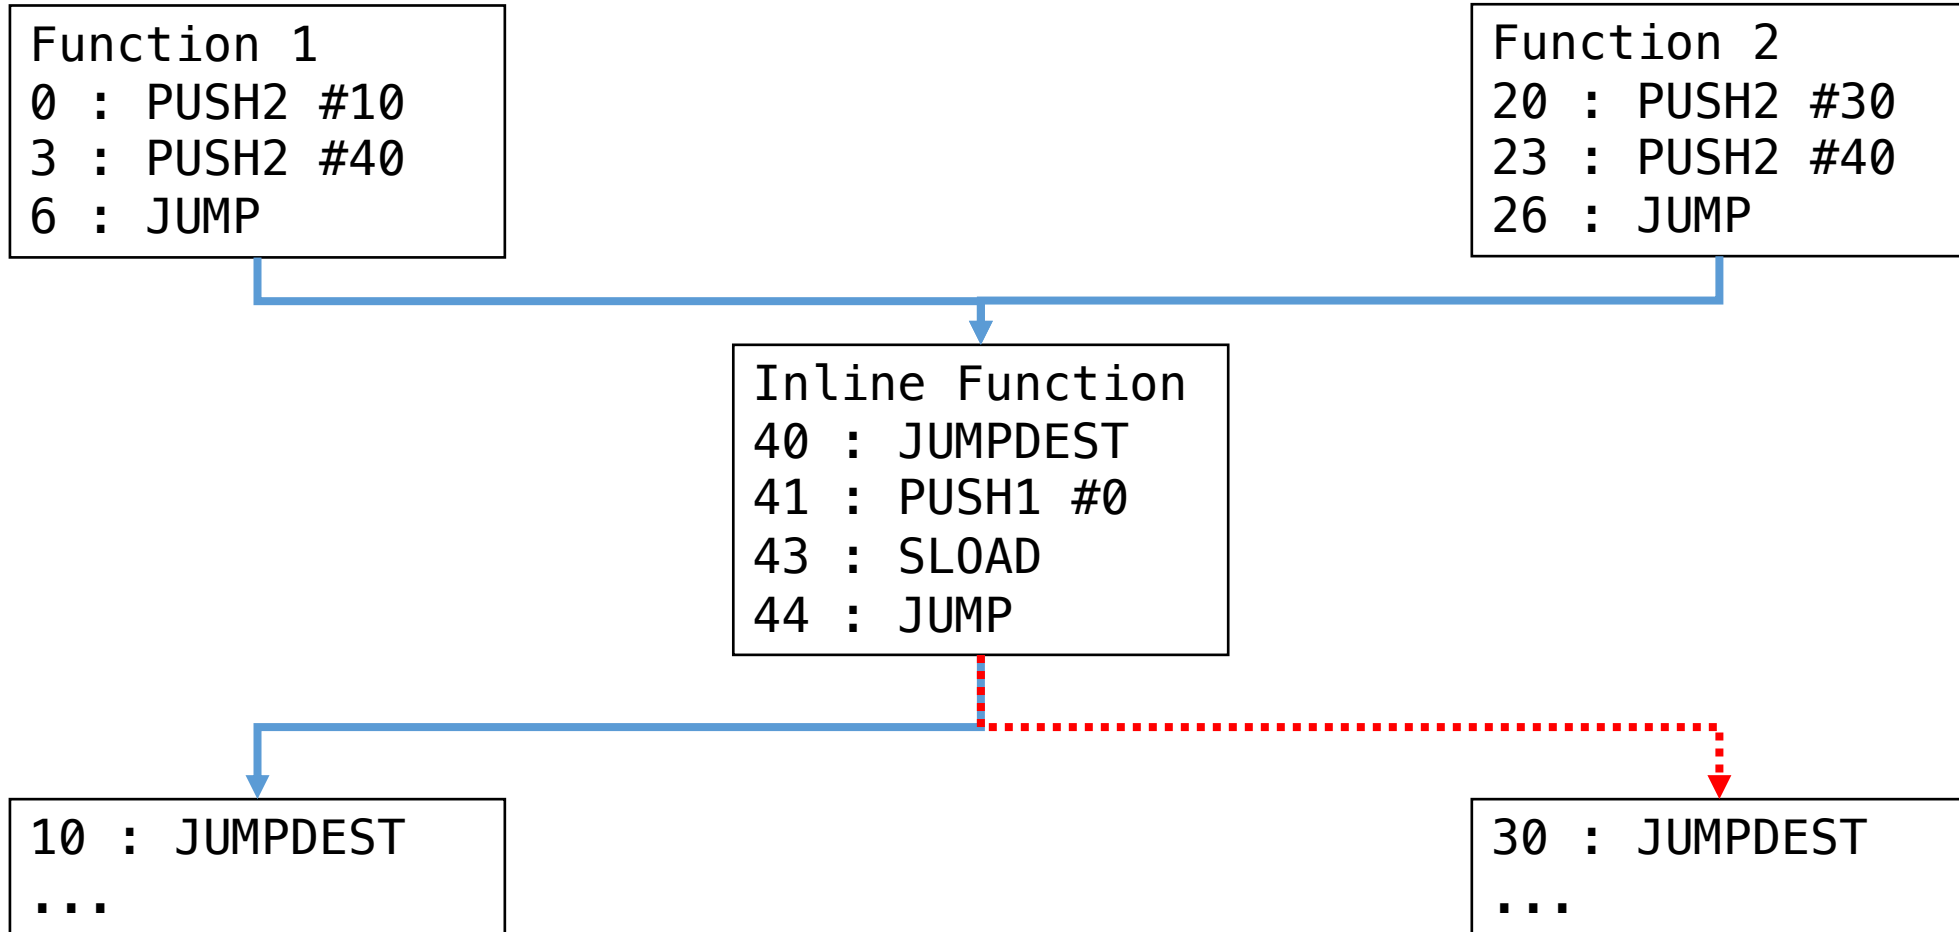 Function 1
0 : PUSH2 #10
3 : PUSH2 #40
6 : JUMP
Function 2
20 : PUSH2 #30
23 : PUSH2 #40
26 : JUMP
Inline Function
40 : JUMPDEST
41 : PUSH1 #0
43 : SLOAD
44 : JUMP
10 : JUMPDEST
...
30 : JUMPDEST
...